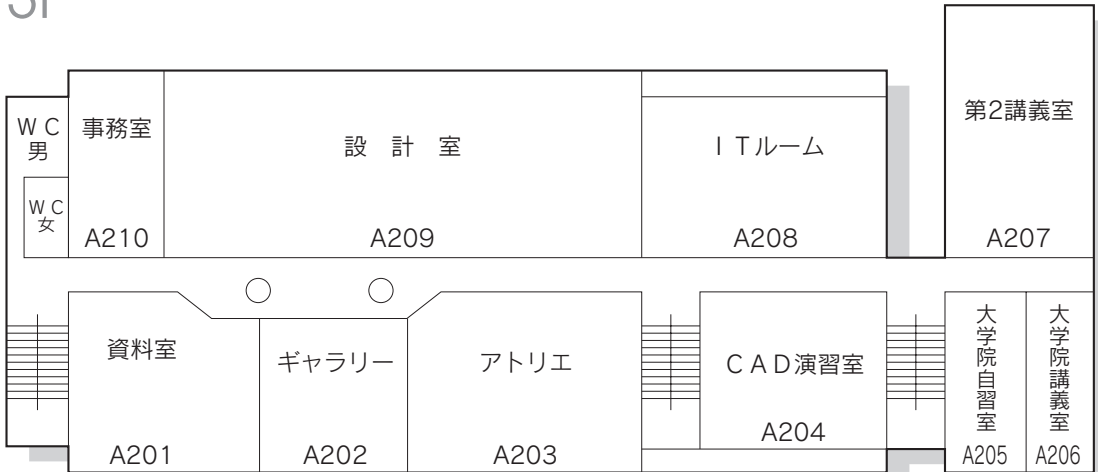 WC
男
事務室
設計室
ITルーム
第2講義室
WC
女
A210
A209
A208
A207
資料室
ギャラリー
アトリエ
CAD演習室
大学院自習室
大学院講義室
A201
A202
A203
A204
A205
A206